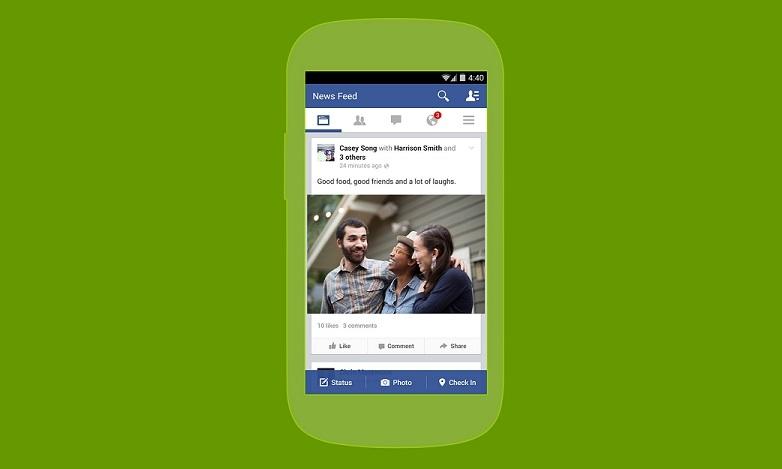 4:40
News Feed
3
Casey Song with Harrison Smith and
3 others
24 minutes ago
Good food, good friends and a lot of laughs.
10 likes 3 comments
Like Comment Share
Status Photo Check In